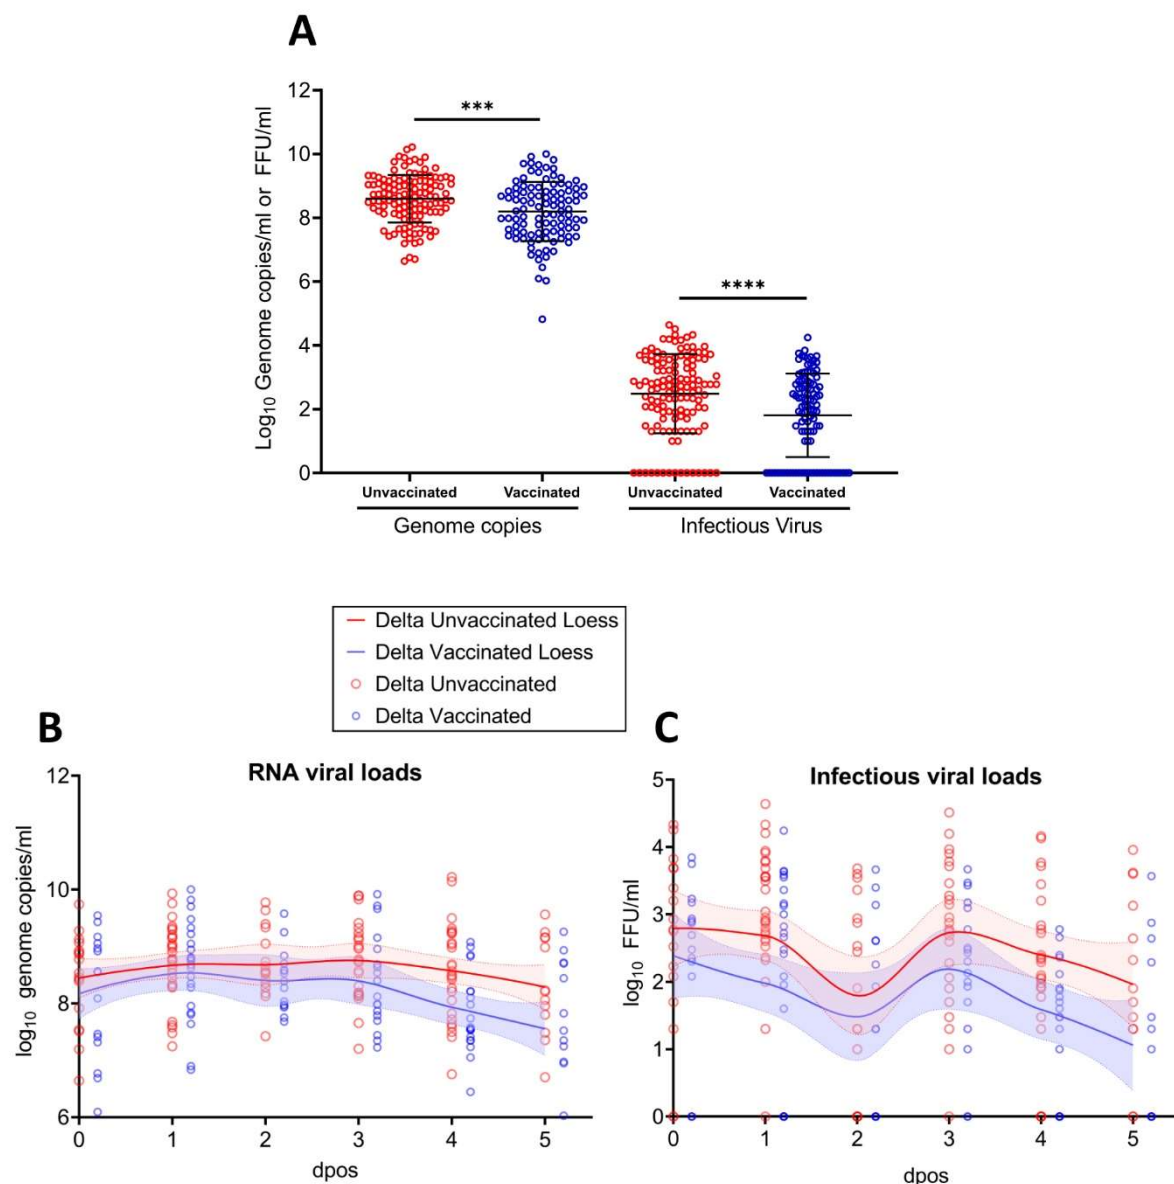 A
Log10 Genome copies/ml or FFU/ml
12
10
8
6
4
2
0
***
****
Unvaccinated
Vaccinated
Unvaccinated
Vaccinated
Genome copies
Infectious Virus
Delta Unvaccinated Loess
Delta Vaccinated Loess
Delta Unvaccinated
Delta Vaccinated
B
RNA viral loads
log10 genome copies/ml
12
10
8
6
0 1 2 3 4 5
dpos
C
Infectious viral loads
log10 FFU/ml
5
4
3
2
1
0
0 1 2 3 4 5
dpos